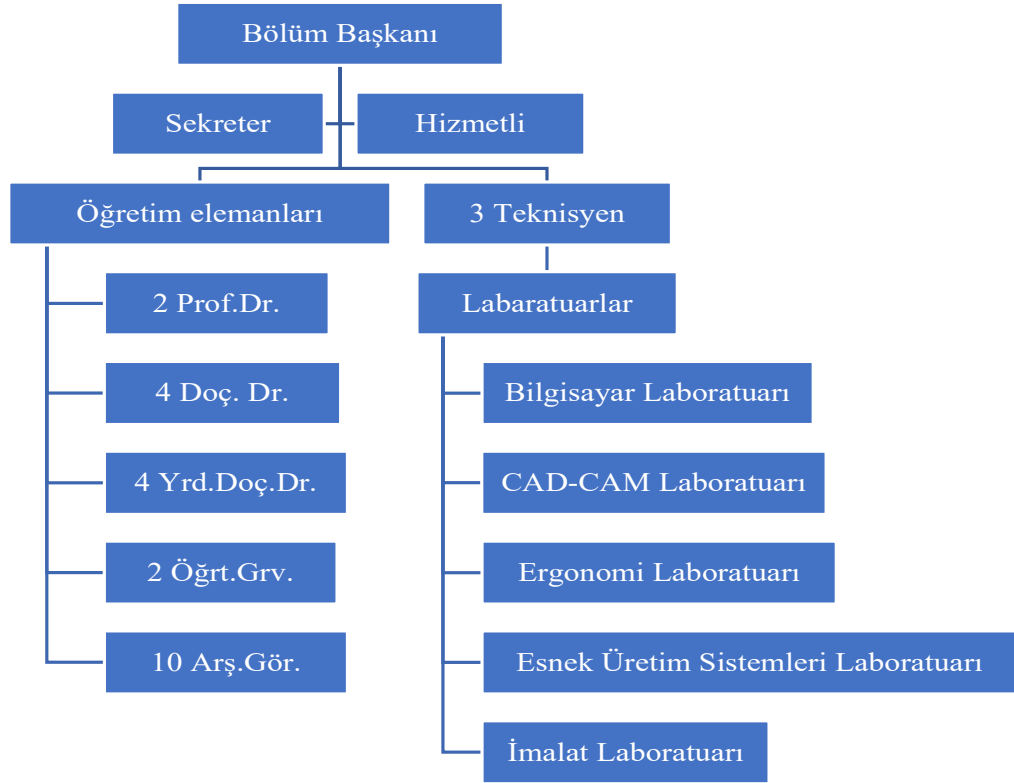 Bölüm Başkanı
Sekreter
Hizmetli
Öğretim elemanları
3 Teknisyen
2 Prof.Dr.
Labaratuarlar
4 Doç. Dr.
Bilgisayar Laboratuarı
4 Yrd.Doç.Dr.
CAD-CAM Laboratuarı
2 Öğrt.Grv.
Ergonomi Laboratuarı
10 Arş.Gör.
Esnek Üretim Sistemleri Laboratuarı
İmalat Laboratuarı